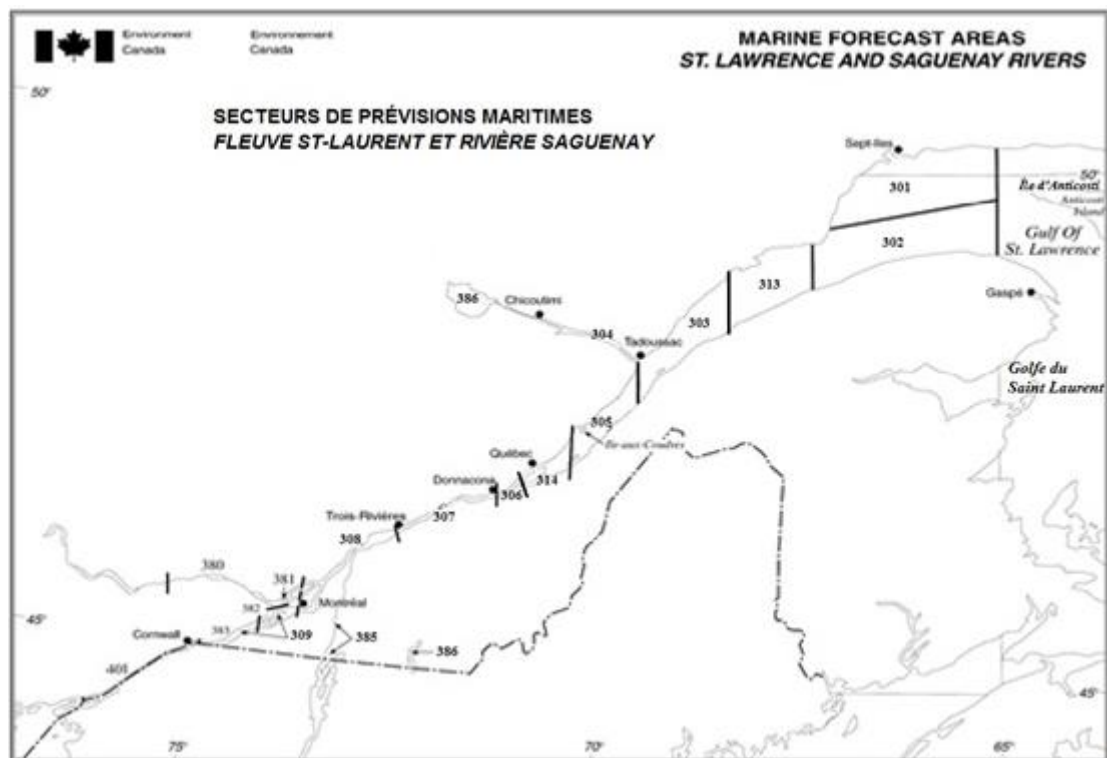 Environment
Canada
Environnement
Canada
MARINE FORECAST AREAS
ST. LAWRENCE AND SAGUENAY RIVERS
50°
SECTEURS DE PRÉVISIONS MARITIMES
FLEUVE ST-LAURENT ET RIVIÈRE SAGUENAY
Sept-Iles
50°
301
Île d'Anticosti
Anticosti
Island
302
Gulf Of
St. Lawrence
313
386
Chicoutimi
Gaspé
303
304
Tadoussac
Golfe du
Saint Laurent
305
Ile-aux-Coudres
Québec
314
Donnacona
306
Trois-Rivières
307
308
380
381
382
Montréal
45°
Cornwall
383
309
385
386
401
45°
75°
70°
65°